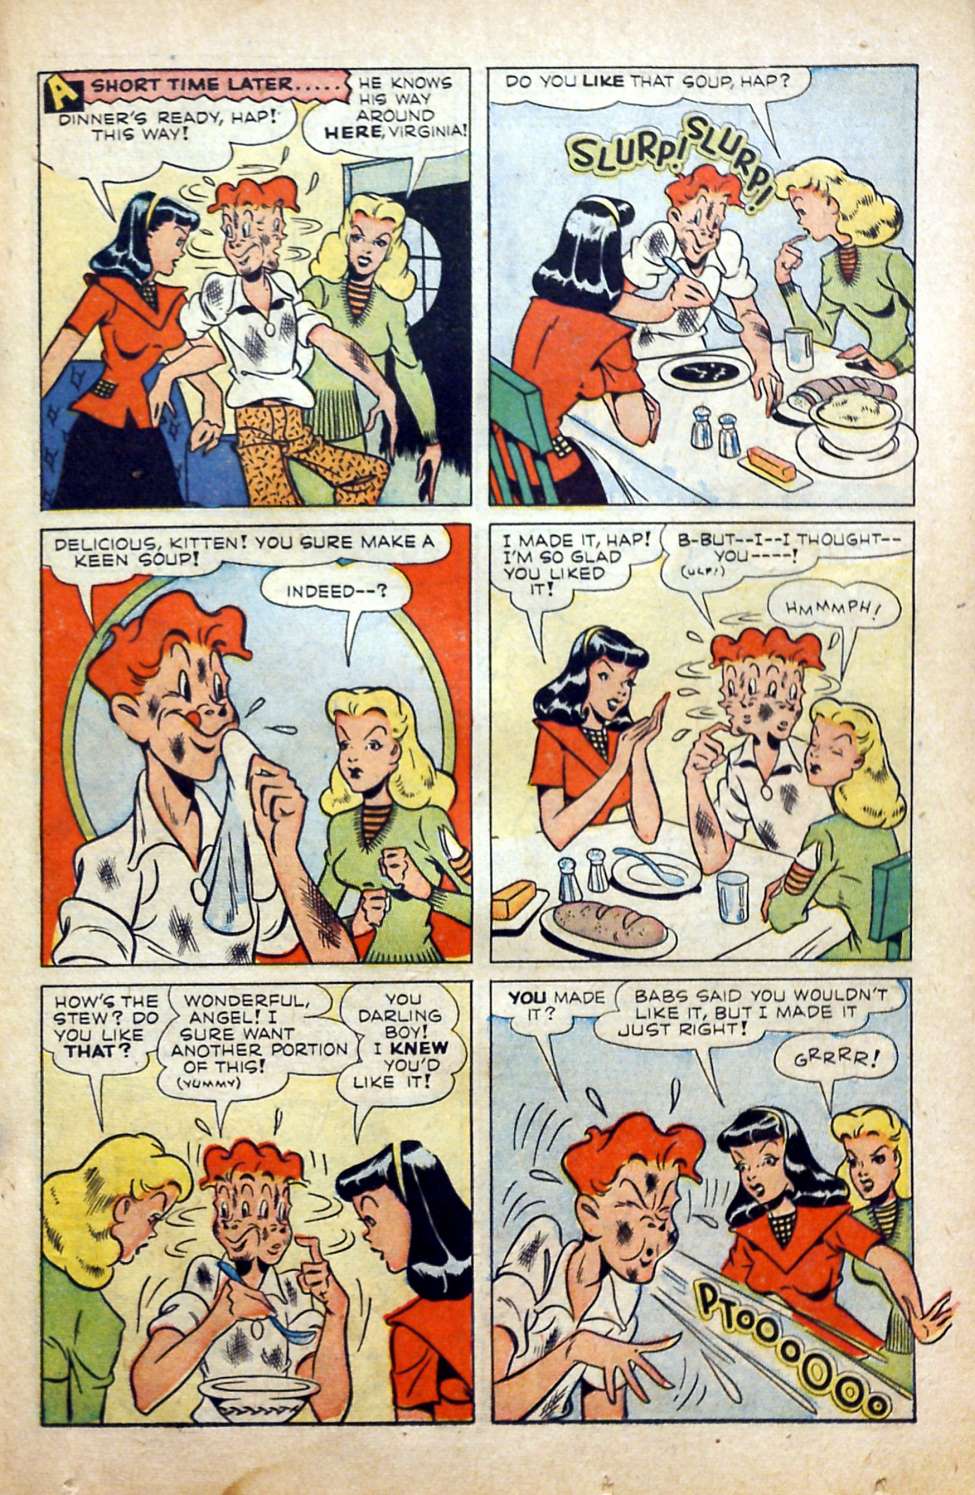 A SHORT TIME LATER.....
DINNER'S READY, HAP!
THIS WAY!
HE KNOWS
HIS WAY
AROUND
HERE, VIRGINIA!
DO YOU LIKE THAT SOUP, HAP?
SLURP! SLURP!
DELICIOUS, KITTEN! YOU SURE MAKE A
KEEN SOUP!
INDEED--?
I MADE IT, HAP!
I'M SO GLAD
YOU LIKED
IT!
B-BUT--I--I THOUGHT--
YOU----!
(ULP!)
HMMMPH!
HOW'S THE
STEW? DO
YOU LIKE
THAT?
WONDERFUL,
ANGEL! I
SURE WANT
ANOTHER PORTION
OF THIS!
(YUMMY)
YOU
DARLING
BOY!
I KNEW
YOU'D
LIKE IT!
YOU MADE
IT?
BABS SAID YOU WOULDN'T
LIKE IT, BUT I MADE IT
JUST RIGHT!
GRRRR!
PTOOOOOOO